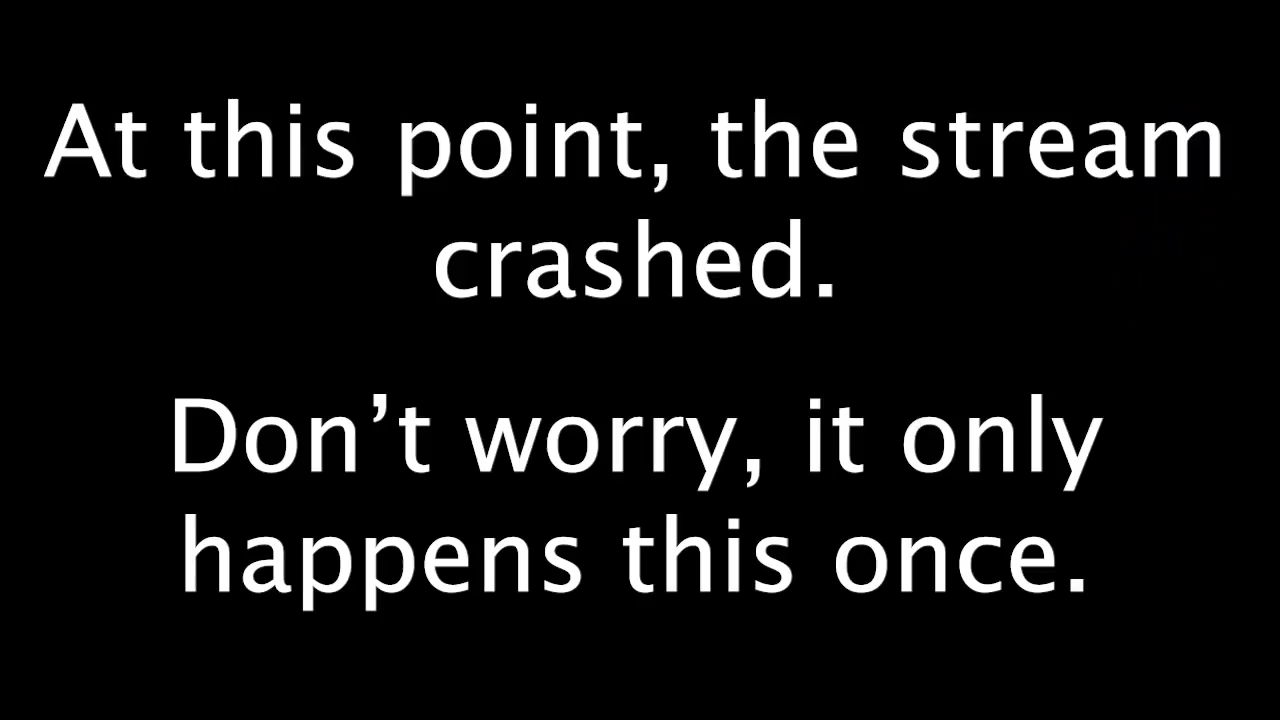 At this point, the stream
crashed.
Don’t worry, it only
happens this once.